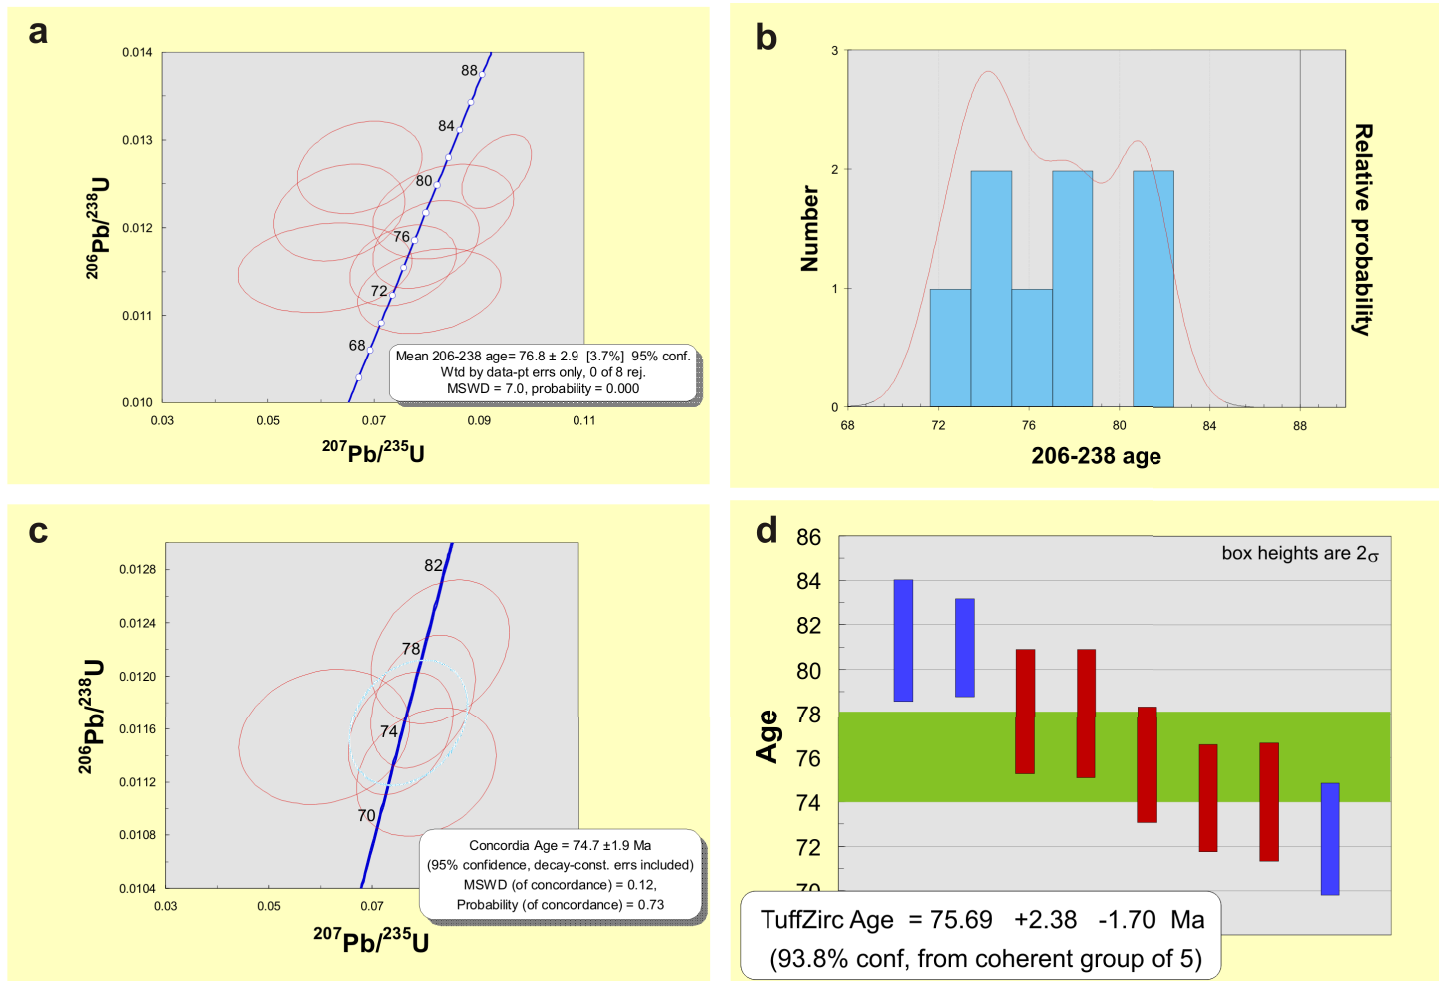 a
0.014
0.013
0.012
0.011
0.010
206Pb/238U
88
84
80
76
72
68
Mean 206-238 age= 76.8 ± 2.9 [3.7%] 95% conf.
Wtd by data-pt errs only, 0 of 8 rej.
MSWD = 7.0, probability = 0.000
0.03 0.05 0.07 0.09 0.11
207Pb/235U
b
3
2
1
0
Number
Relative probability
68 72 76 80 84 88
206-238 age
c
0.0128
0.0124
0.0120
0.0116
0.0112
0.0108
0.0104
206Pb/238U
82
78
74
70
Concordia Age = 74.7 ±1.9 Ma
(95% confidence, decay-const. errs included)
MSWD (of concordance) = 0.12,
Probability (of concordance) = 0.73
0.03 0.05 0.07
207Pb/235U
d
86
84
82
80
78
76
74
72
70
Age
box heights are 2σ
TuffZirc Age = 75.69 +2.38 -1.70 Ma
(93.8% conf, from coherent group of 5)